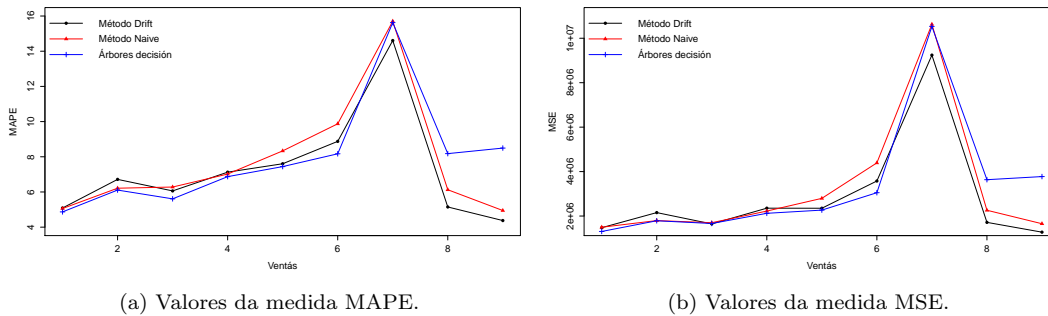 Método Drift
Método Naive
Árbores decisión
MAPE
16
14
12
10
8
6
4
2
4
6
8
Ventás
(a) Valores da medida MAPE.
Método Drift
Método Naive
Árbores decisión
MSE
1e+07
8e+06
6e+06
4e+06
2e+06
2
4
6
8
Ventás
(b) Valores da medida MSE.